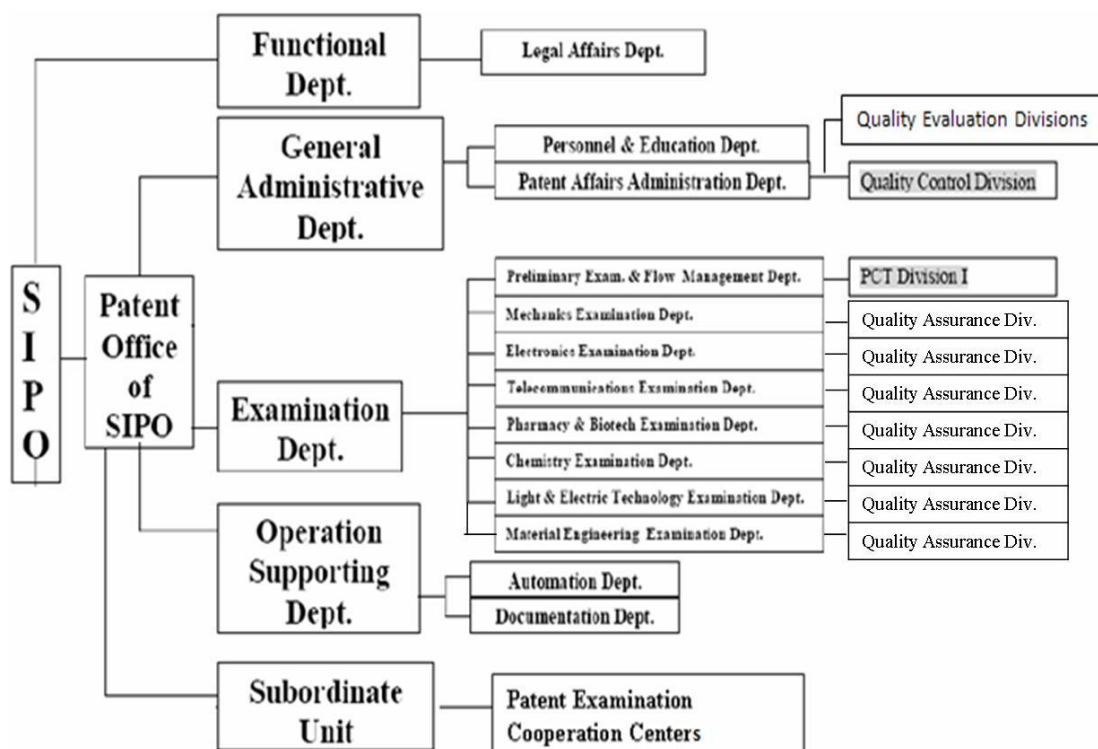 Functional
Dept.
Legal Affairs Dept.
General
Administrative
Dept.
Personnel & Education Dept.
Patent Affairs Administration Dept.
Quality Evaluation Divisions
Quality Control Division
S
I
P
O
Patent
Office
of
SIPO
Examination
Dept.
Preliminary Exam. & Flow Management Dept.
PCT Division I
Mechanics Examination Dept.
Quality Assurance Div.
Electronics Examination Dept.
Quality Assurance Div.
Telecommunications Examination Dept.
Quality Assurance Div.
Pharmacy & Biotech Examination Dept.
Quality Assurance Div.
Chemistry Examination Dept.
Quality Assurance Div.
Light & Electric Technology Examination Dept.
Quality Assurance Div.
Material Engineering Examination Dept.
Quality Assurance Div.
Operation
Supporting
Dept.
Automation Dept.
Documentation Dept.
Subordinate
Unit
Patent Examination
Cooperation Centers